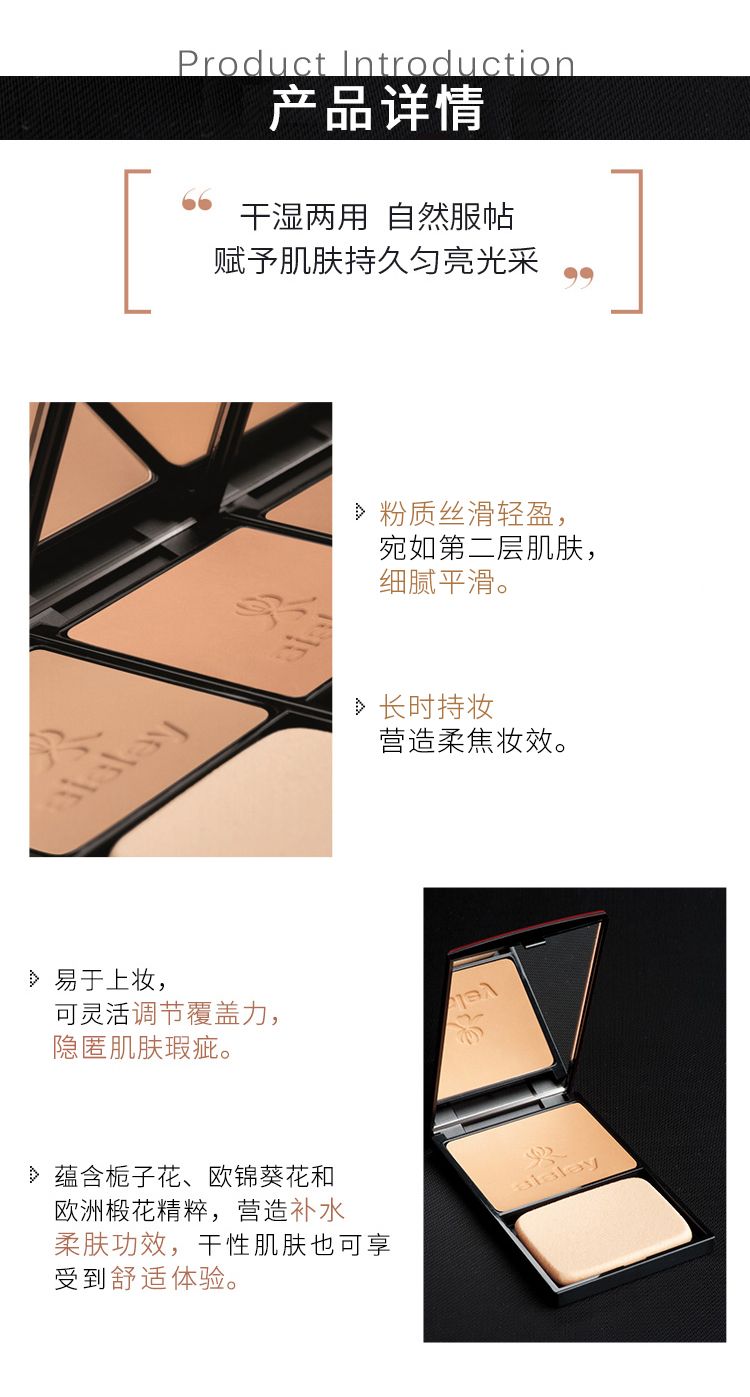 Product Introduction
产品详情
“ 干湿两用 自然服帖
赋予肌肤持久匀亮光采 ”
粉质丝滑轻盈，
宛如第二层肌肤，
细腻平滑。
sisley
sisley
长时持妆
营造柔焦妆效。
易于上妆，
可灵活调节覆盖力，
隐匿肌肤瑕疵。
蕴含栀子花、欧锦葵花和
欧洲椴花精粹，营造补水
柔肤功效，干性肌肤也可享
受到舒适体验。
sisley